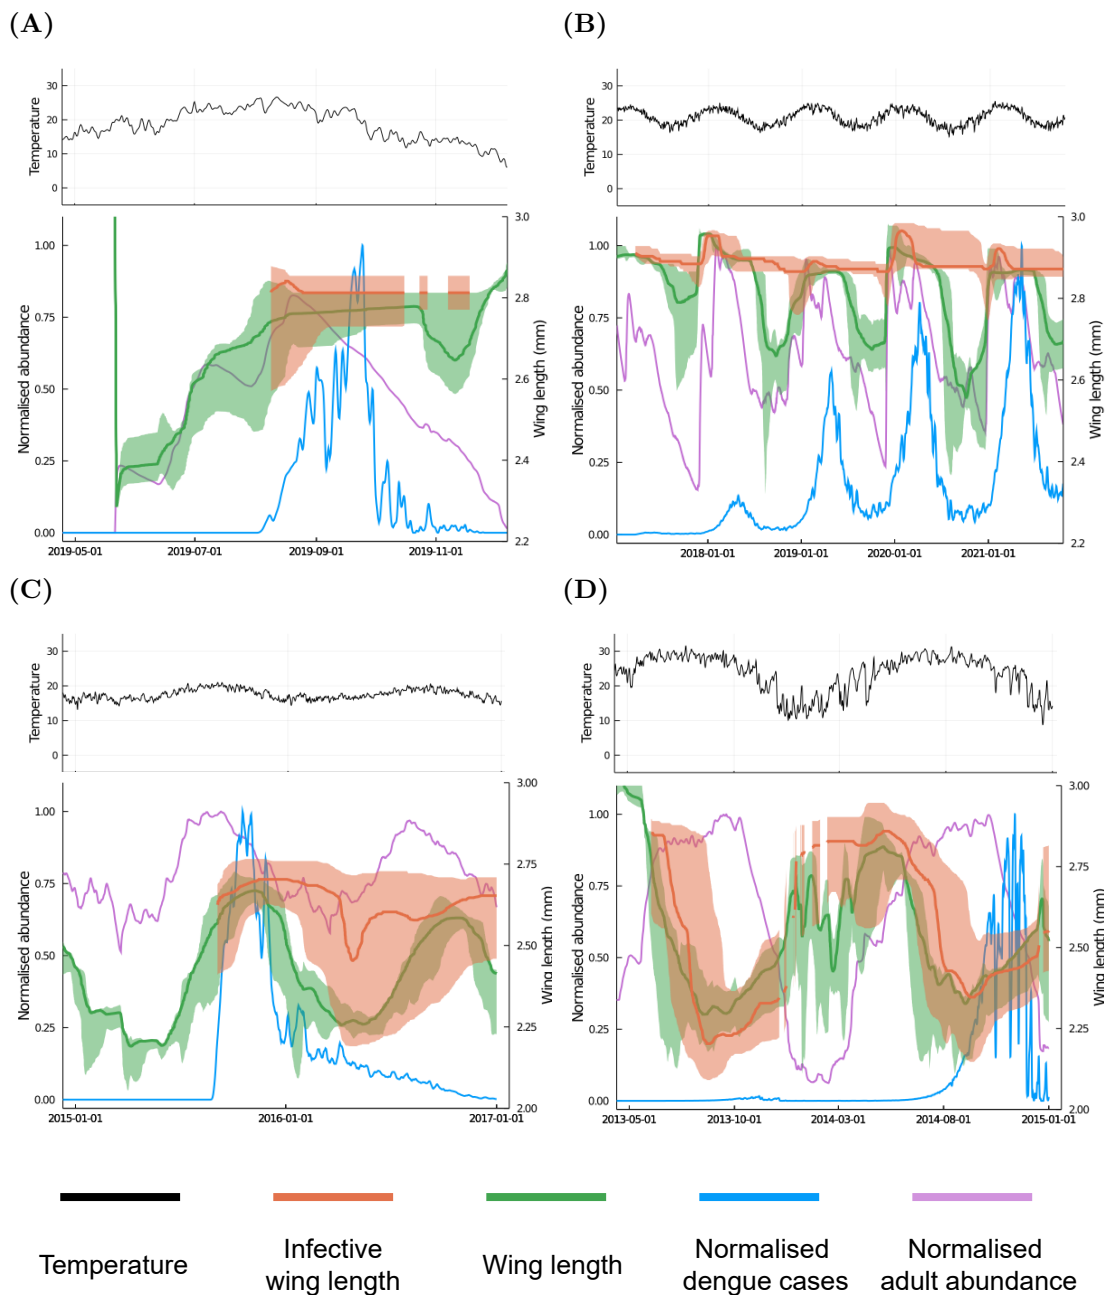 (A)
Temperature
30
20
10
0
Normalised abundance
1.00
0.75
0.50
0.25
0.00
3.0
2.8
2.6
2.4
2.2
Wing length (mm)
2019-05-01 2019-07-01 2019-09-01 2019-11-01
(B)
Temperature
30
20
10
0
Normalised abundance
1.00
0.75
0.50
0.25
0.00
3.0
2.8
2.6
2.4
2.2
Wing length (mm)
2018-01-01 2019-01-01 2020-01-01 2021-01-01
(C)
Temperature
30
20
10
0
Normalised abundance
1.00
0.75
0.50
0.25
0.00
3.00
2.75
2.50
2.25
2.00
Wing length (mm)
2015-01-01 2016-01-01 2017-01-01
(D)
Temperature
30
20
10
0
Normalised abundance
1.00
0.75
0.50
0.25
0.00
3.00
2.75
2.50
2.25
2.00
Wing length (mm)
2013-05-01 2013-10-01 2014-03-01 2014-08-01 2015-01-01
Temperature
Infective
wing length
Wing length
Normalised
dengue cases
Normalised
adult abundance